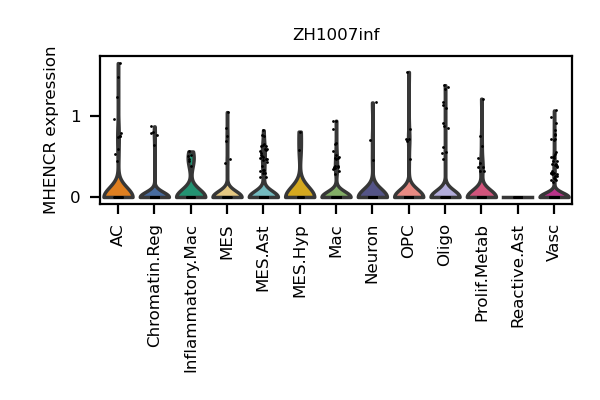 ZH1007inf
MHENCR expression
1
0
AC
Chromatin.Reg
Inflammatory.Mac
MES
MES.Ast
MES.Hyp
Mac
Neuron
OPC
Oligo
Prolif.Metab
Reactive.Ast
Vasc